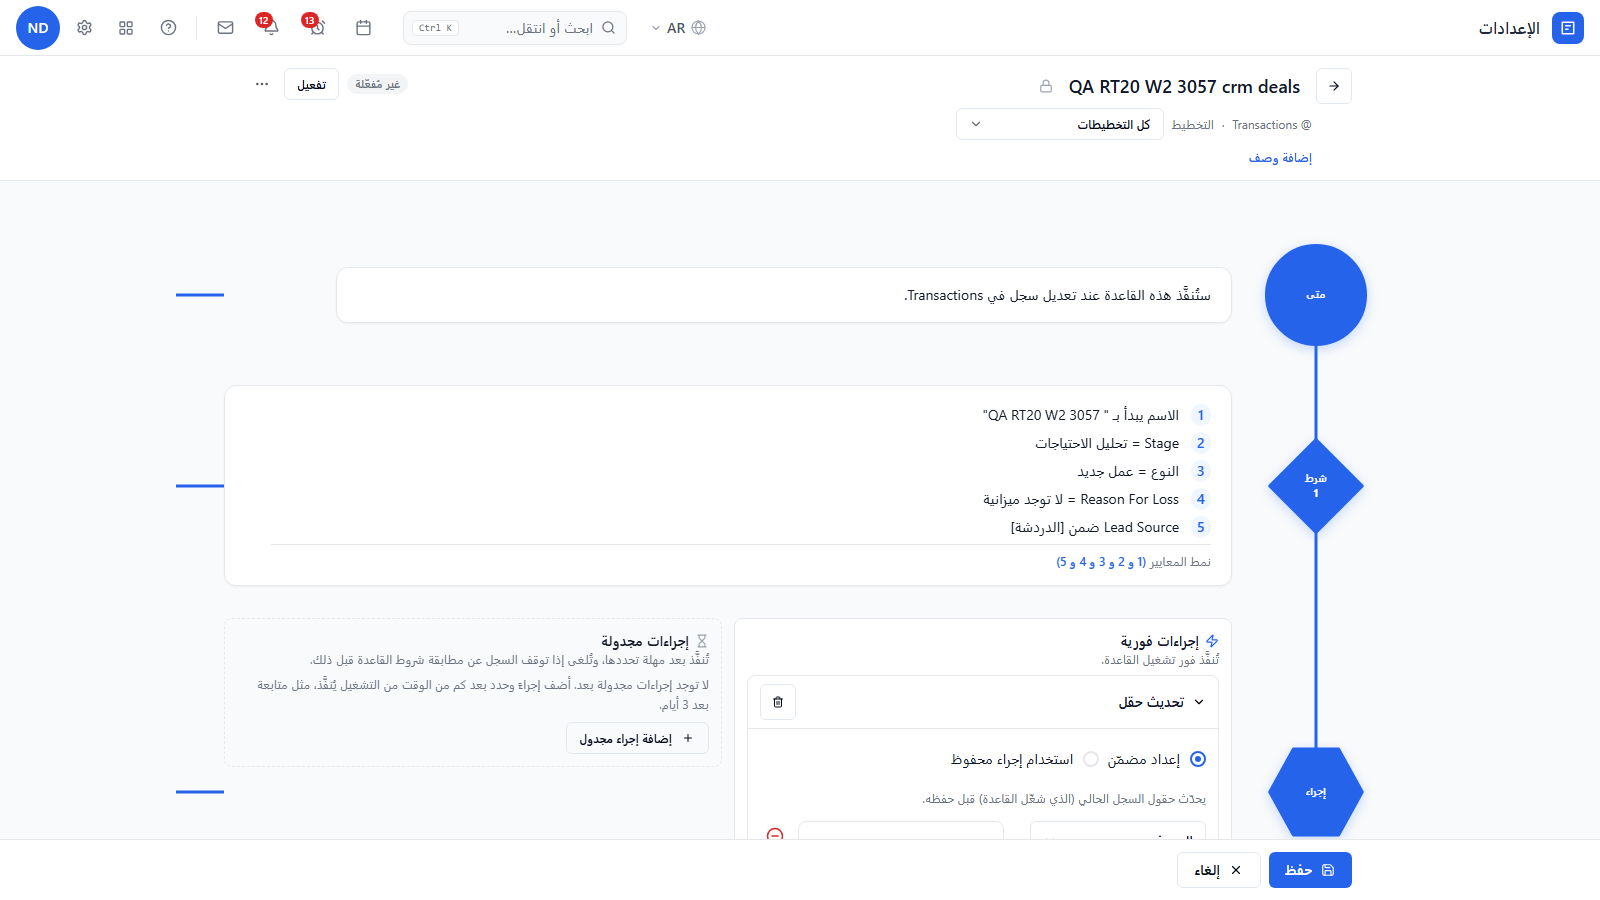 الإعدادات
AR
ابحث أو انتقل...
Ctrl K
13
12
ND
QA RT20 W2 3057 crm deals
غير مُفعّلة
تفعيل
@ Transactions · التخطيط
كل التخطيطات
إضافة وصف
متى
ستُنفَّذ هذه القاعدة عند تعديل سجل في Transactions.
شرط
1
1 الاسم يبدأ بـ " QA RT20 W2 3057"
2 Stage = تحليل الاحتياجات
3 النوع = عمل جديد
4 Reason For Loss = لا توجد ميزانية
5 Lead Source ضمن [الدردشة]
نمط المعايير (1 و 2 و 3 و 4 و 5)
إجراء
إجراءات فورية
تُنفَّذ فور تشغيل القاعدة.
تحديث حقل
إعداد مضمّن
استخدام إجراء محفوظ
يحدّث حقول السجل الحالي (الذي شغّل القاعدة) قبل حفظه.
إجراءات مجدولة
تُنفَّذ بعد مهلة تحددها، وتُلغى إذا توقف السجل عن مطابقة شروط القاعدة قبل ذلك.
لا توجد إجراءات مجدولة بعد. أضف إجراءً وحدد بعد كم من الوقت من التشغيل يُنفَّذ، مثل متابعة
بعد 3 أيام.
إضافة إجراء مجدول
حفظ
إلغاء